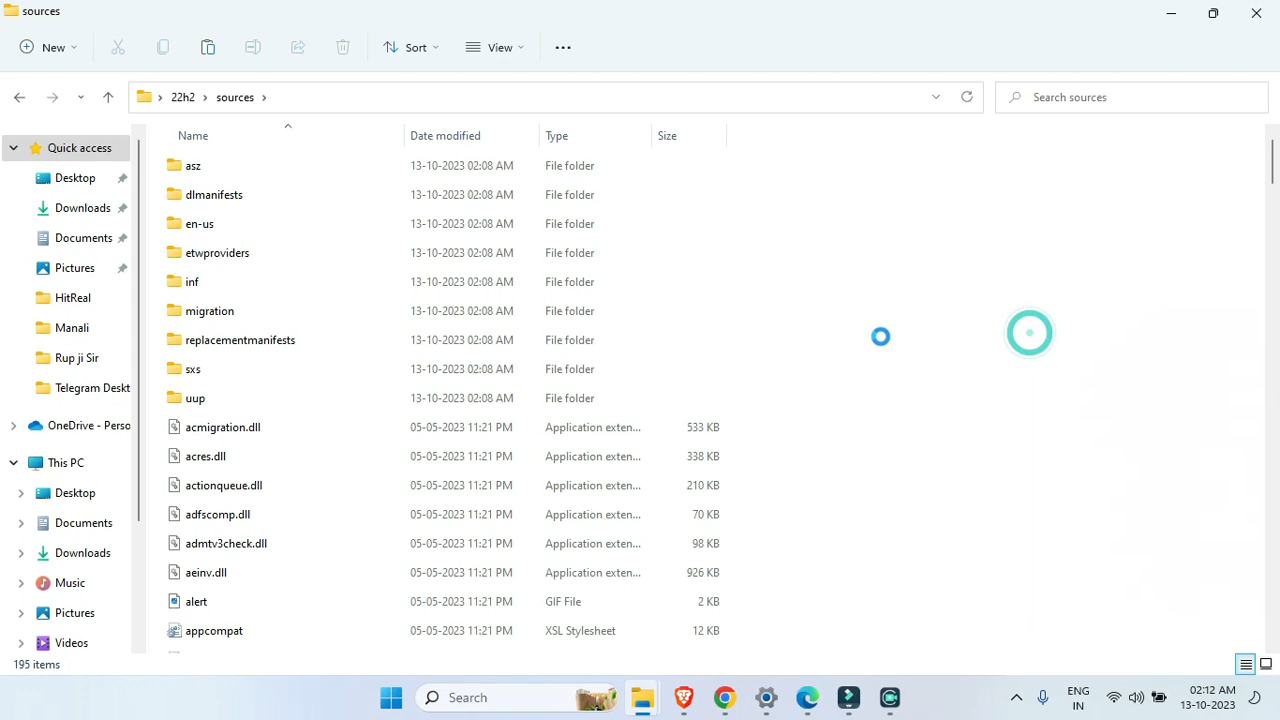 sources
New
Sort
View
22h2
sources
Search sources
Name
Date modified
Type
Size
asz 13-10-2023 02:08 AM File folder
dlmanifests 13-10-2023 02:08 AM File folder
en-us 13-10-2023 02:08 AM File folder
etwproviders 13-10-2023 02:08 AM File folder
inf 13-10-2023 02:08 AM File folder
migration 13-10-2023 02:08 AM File folder
replacementmanifests 13-10-2023 02:08 AM File folder
sxs 13-10-2023 02:08 AM File folder
uup 13-10-2023 02:08 AM File folder
acmigration.dll 05-05-2023 11:21 PM Application exten... 533 KB
acres.dll 05-05-2023 11:21 PM Application exten... 338 KB
actionqueue.dll 05-05-2023 11:21 PM Application exten... 210 KB
adfscomp.dll 05-05-2023 11:21 PM Application exten... 70 KB
admtv3check.dll 05-05-2023 11:21 PM Application exten... 98 KB
aeinv.dll 05-05-2023 11:21 PM Application exten... 926 KB
alert 05-05-2023 11:21 PM GIF File 2 KB
appcompat 05-05-2023 11:21 PM XSL Stylesheet 12 KB
Quick access
Desktop
Downloads
Documents
Pictures
HitReal
Manali
Rup ji Sir
Telegram Deskt
OneDrive - Perso
This PC
Desktop
Documents
Downloads
Music
Pictures
Videos
195 items
Search
ENG
IN
02:12 AM
13-10-2023